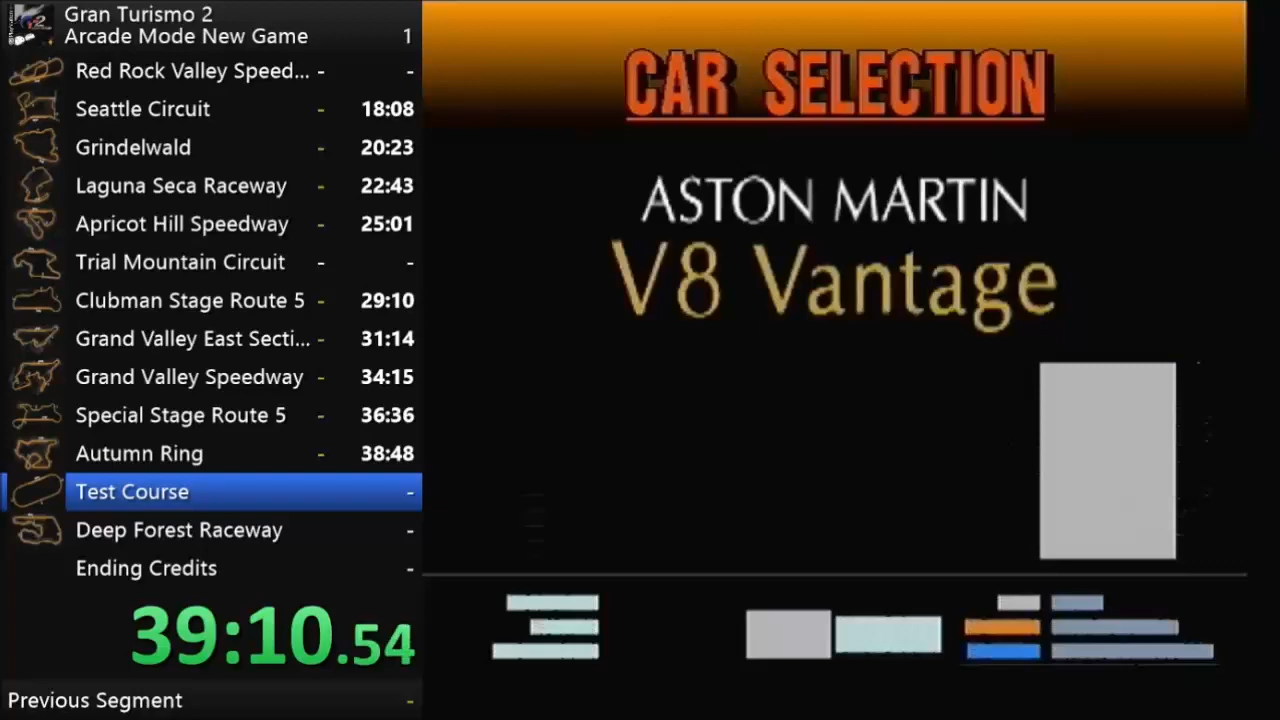 Gran Turismo 2
Arcade Mode New Game 1
Red Rock Valley Speed... - -
Seattle Circuit - 18:08
Grindelwald - 20:23
Laguna Seca Raceway - 22:43
Apricot Hill Speedway - 25:01
Trial Mountain Circuit - -
Clubman Stage Route 5 - 29:10
Grand Valley East Secti... - 31:14
Grand Valley Speedway - 34:15
Special Stage Route 5 - 36:36
Autumn Ring - 38:48
Test Course -
Deep Forest Raceway -
Ending Credits -
39:10.54
Previous Segment -
CAR SELECTION
ASTON MARTIN
V8 Vantage